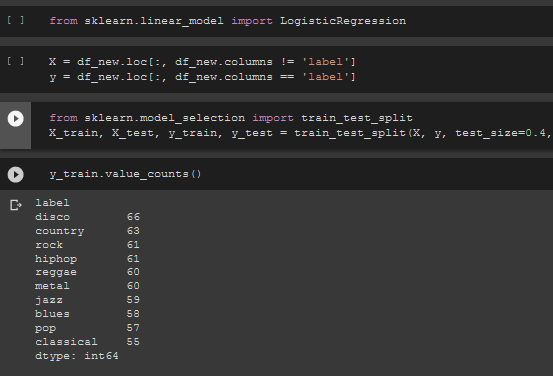 [ ] from sklearn.linear_model import LogisticRegression
[ ] X = df_new.loc[:, df_new.columns != 'label']
y = df_new.loc[:, df_new.columns == 'label']
from sklearn.model_selection import train_test_split
X_train, X_test, y_train, y_test = train_test_split(X, y, test_size=0.4,
y_train.value_counts()
label
disco 66
country 63
rock 61
hiphop 61
reggae 60
metal 60
jazz 59
blues 58
pop 57
classical 55
dtype: int64